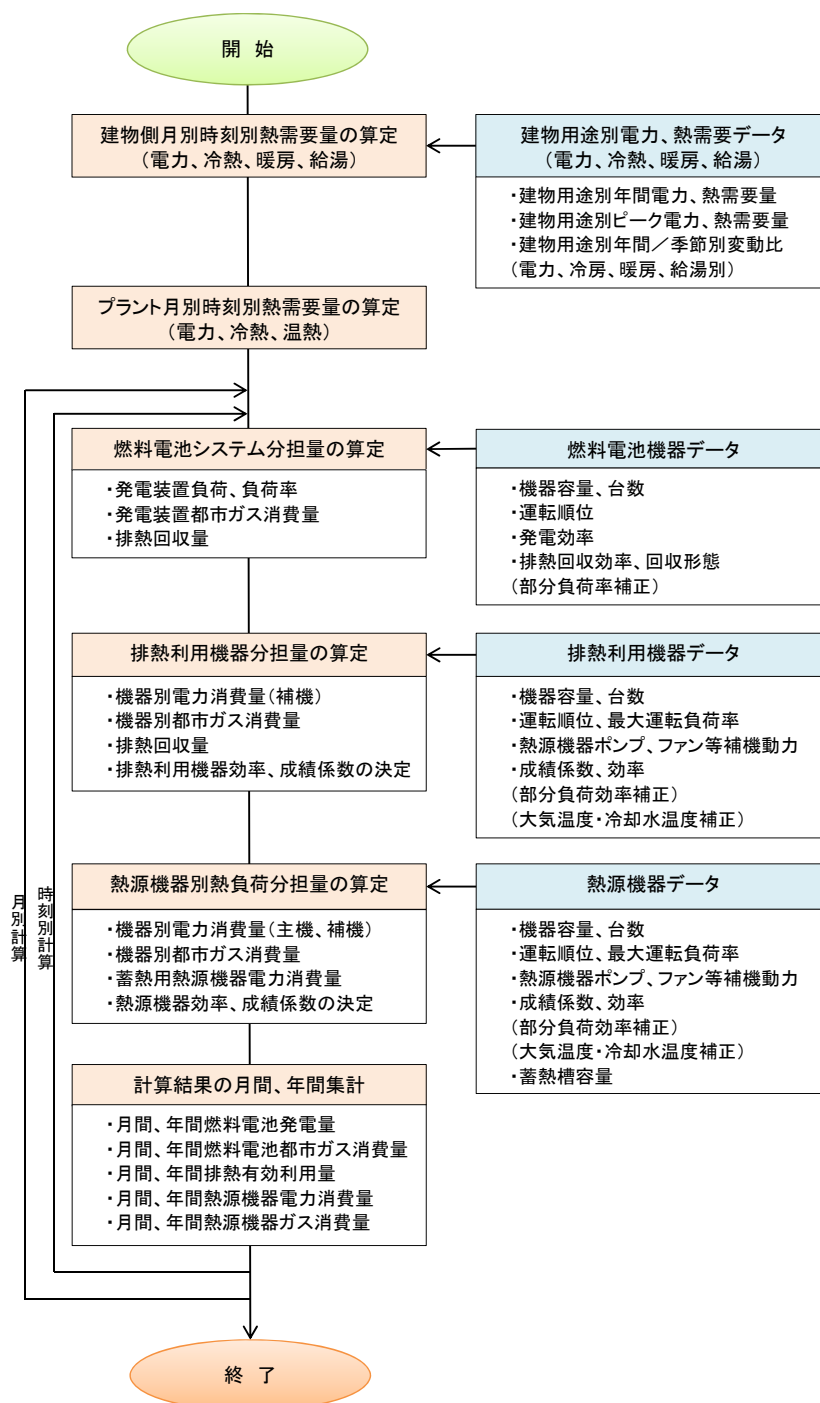 開 始
建物側月別時刻別熱需要量の算定
(電力、冷熱、暖房、給湯)
建物用途別電力、熱需要データ
(電力、冷熱、暖房、給湯)
・建物用途別年間電力、熱需要量
・建物用途別ピーク電力、熱需要量
・建物用途別年間／季節別変動比
(電力、冷房、暖房、給湯別)
プラント月別時刻別熱需要量の算定
(電力、冷熱、温熱)
燃料電池システム分担量の算定
・発電装置負荷、負荷率
・発電装置都市ガス消費量
・排熱回収量
燃料電池機器データ
・機器容量、台数
・運転順位
・発電効率
・排熱回収効率、回収形態
(部分負荷率補正)
排熱利用機器分担量の算定
・機器別電力消費量(補機)
・機器別都市ガス消費量
・排熱回収量
・排熱利用機器効率、成績係数の決定
排熱利用機器データ
・機器容量、台数
・運転順位、最大運転負荷率
・熱源機器ポンプ、ファン等補機動力
・成績係数、効率
(部分負荷効率補正)
(大気温度・冷却水温度補正)
熱源機器別熱負荷分担量の算定
・機器別電力消費量(主機、補機)
・機器別都市ガス消費量
・蓄熱用熱源機器電力消費量
・熱源機器効率、成績係数の決定
熱源機器データ
・機器容量、台数
・運転順位、最大運転負荷率
・熱源機器ポンプ、ファン等補機動力
・成績係数、効率
(部分負荷効率補正)
(大気温度・冷却水温度補正)
・蓄熱槽容量
月別計算
時刻別計算
計算結果の月間、年間集計
・月間、年間燃料電池発電量
・月間、年間燃料電池都市ガス消費量
・月間、年間排熱有効利用量
・月間、年間熱源機器電力消費量
・月間、年間熱源機器ガス消費量
終 了